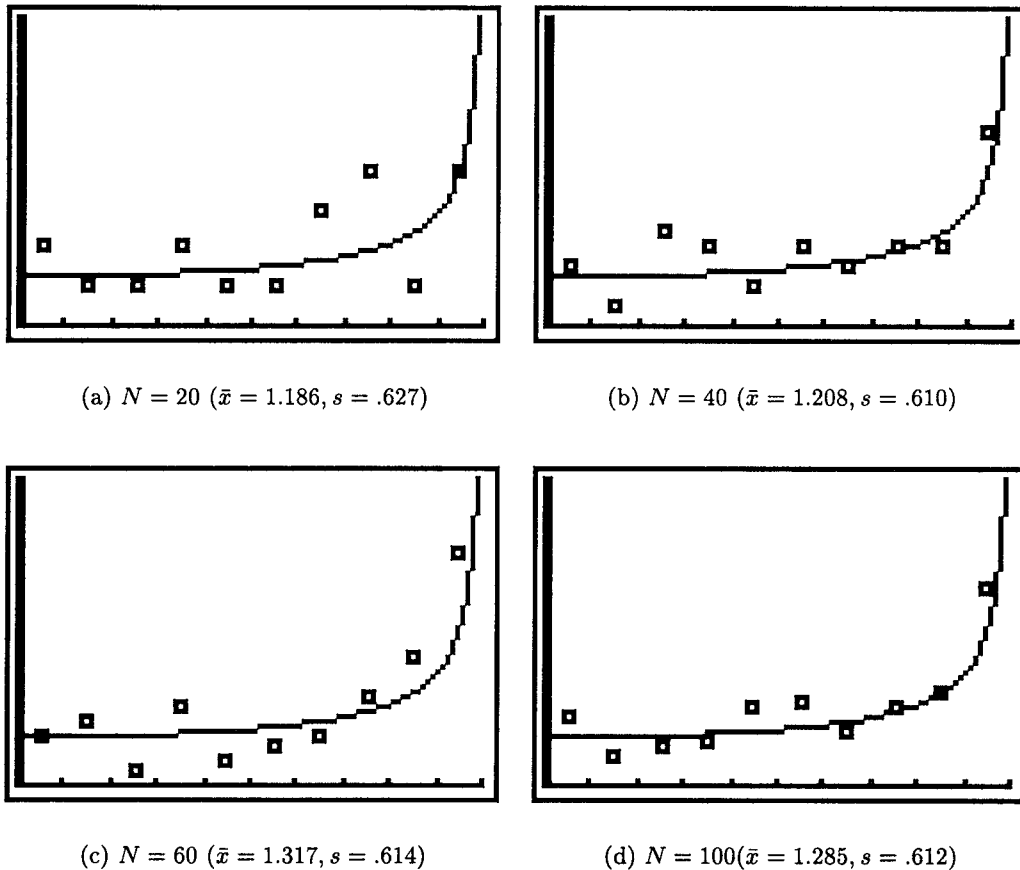 (a) N = 20 (x̄ = 1.186, s = .627)
(b) N = 40 (x̄ = 1.208, s = .610)
(c) N = 60 (x̄ = 1.317, s = .614)
(d) N = 100(x̄ = 1.285, s = .612)